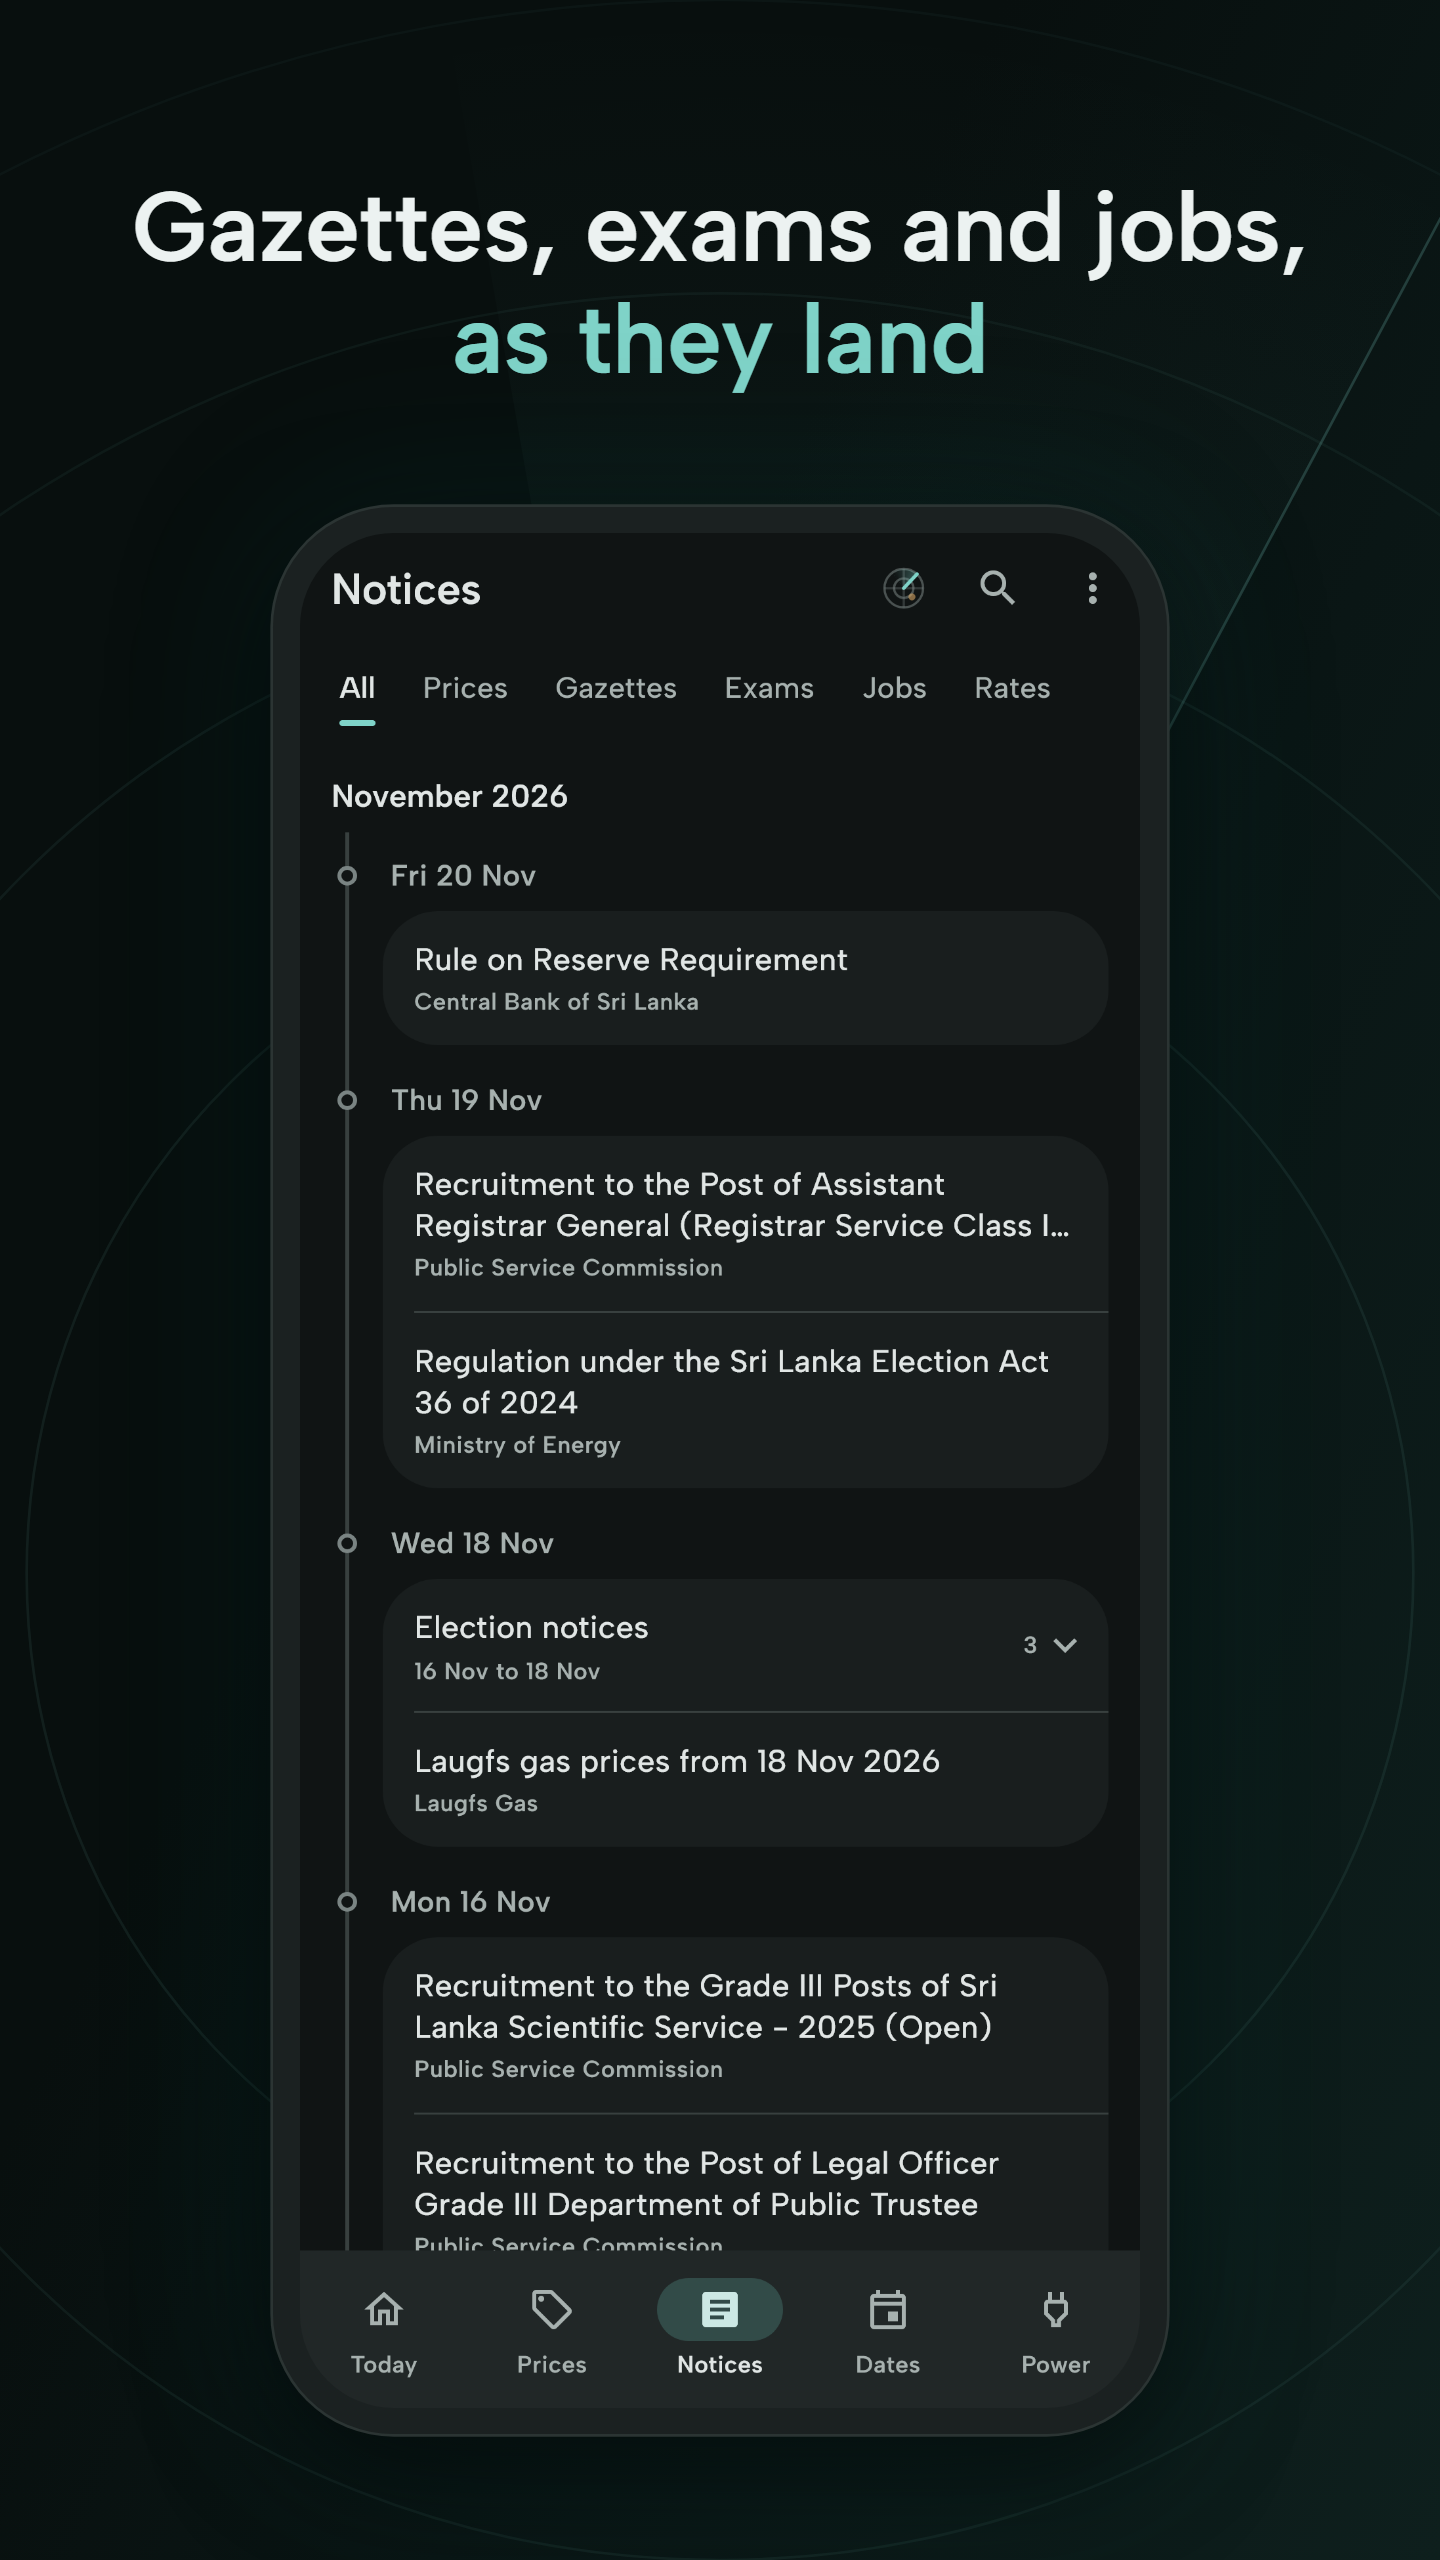 Gazettes, exams and jobs,
as they land
Notices
All Prices Gazettes Exams Jobs Rates
November 2026
Fri 20 Nov
Rule on Reserve Requirement
Central Bank of Sri Lanka
Thu 19 Nov
Recruitment to the Post of Assistant
Registrar General (Registrar Service Class I...
Public Service Commission
Regulation under the Sri Lanka Election Act
36 of 2024
Ministry of Energy
Wed 18 Nov
Election notices
3
16 Nov to 18 Nov
Laugfs gas prices from 18 Nov 2026
Laugfs Gas
Mon 16 Nov
Recruitment to the Grade III Posts of Sri
Lanka Scientific Service - 2025 (Open)
Public Service Commission
Recruitment to the Post of Legal Officer
Grade III Department of Public Trustee
Public Service Commission
Today Prices Notices Dates Power